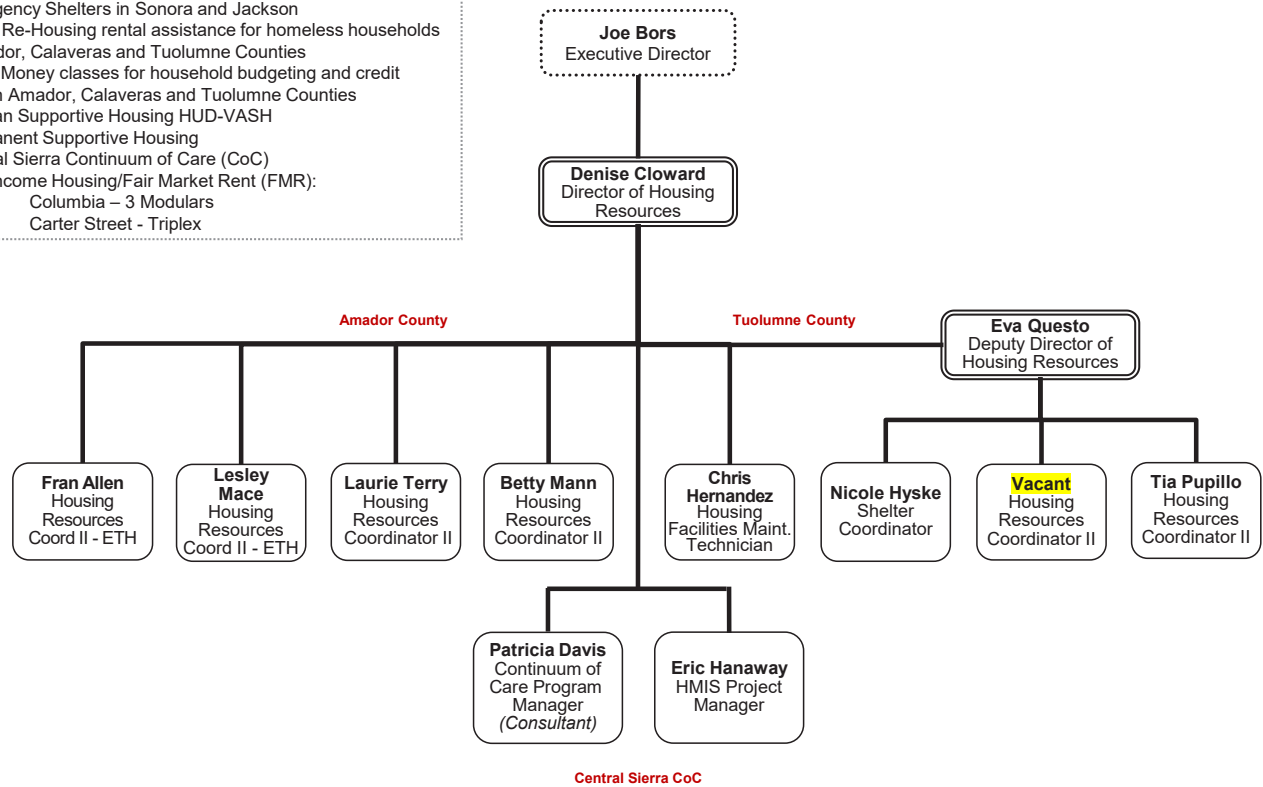 gency Shelters in Sonora and Jackson
Re-Housing rental assistance for homeless households
dor, Calaveras and Tuolumne Counties
Money classes for household budgeting and credit
Amador, Calaveras and Tuolumne Counties
an Supportive Housing HUD-VASH
anent Supportive Housing
al Sierra Continuum of Care (CoC)
ncome Housing/Fair Market Rent (FMR):
Columbia – 3 Modulars
Carter Street - Triplex
Joe Bors
Executive Director
Denise Cloward
Director of Housing
Resources
Amador County
Tuolumne County
Eva Questo
Deputy Director of
Housing Resources
Fran Allen
Housing
Resources
Coord II - ETH
Lesley
Mace
Housing
Resources
Coord II - ETH
Laurie Terry
Housing
Resources
Coordinator II
Betty Mann
Housing
Resources
Coordinator II
Chris
Hernandez
Housing
Facilities Maint.
Technician
Nicole Hyske
Shelter
Coordinator
Vacant
Housing
Resources
Coordinator II
Tia Pupillo
Housing
Resources
Coordinator II
Patricia Davis
Continuum of
Care Program
Manager
(Consultant)
Eric Hanaway
HMIS Project
Manager
Central Sierra CoC